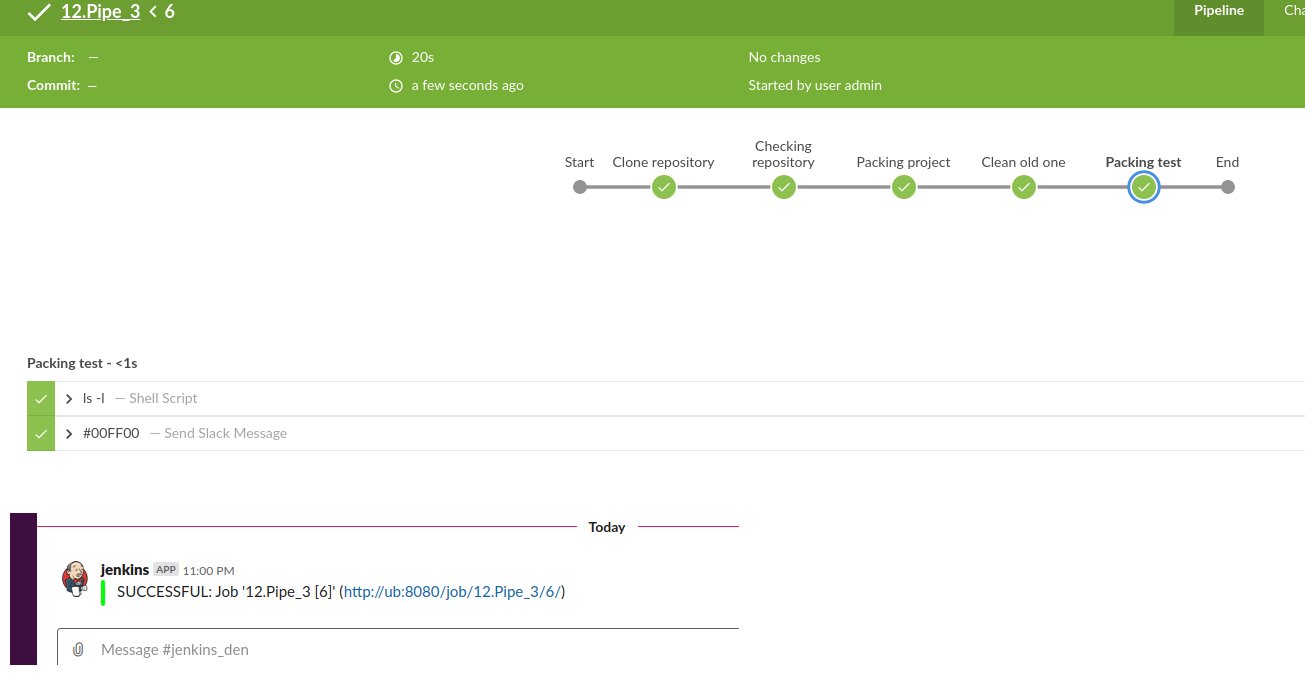 12.Pipe_3 < 6
Pipeline
Cha
Branch: —
20s
No changes
Commit: —
a few seconds ago
Started by user admin
Start
Clone repository
Checking
repository
Packing project
Clean old one
Packing test
End
Packing test - <1s
ls -l — Shell Script
#00FF00 — Send Slack Message
Today
jenkins APP 11:00 PM
SUCCESSFUL: Job '12.Pipe_3 [6]' (http://ub:8080/job/12.Pipe_3/6/)
Message #jenkins_den